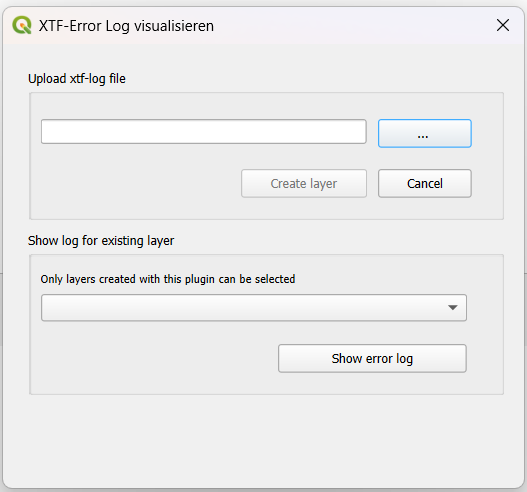 XTF-Error Log visualisieren
Upload xtf-log file
...
Create layer
Cancel
Show log for existing layer
Only layers created with this plugin can be selected
Show error log